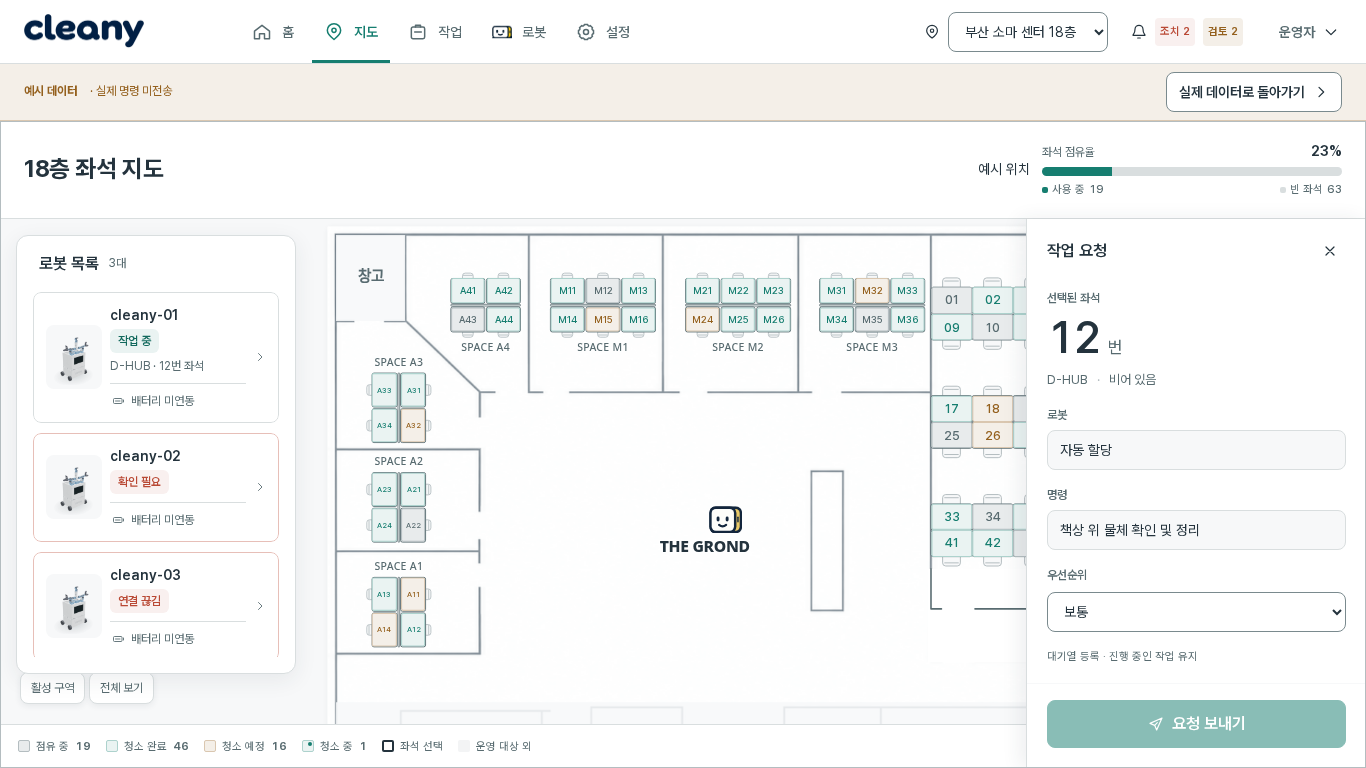 cleany
홈
지도
작업
로봇
설정
부산 소마 센터 18층
조치 2
검토 2
운영자
예시 데이터 · 실제 명령 미전송
실제 데이터로 돌아가기
18층 좌석 지도
예시 위치
좌석 점유율 23%
사용 중 19
빈 좌석 63
로봇 목록 3대
cleany-01
작업 중
D-HUB · 12번 좌석
배터리 미연동
cleany-02
확인 필요
배터리 미연동
cleany-03
연결 끊김
배터리 미연동
활성 구역
전체 보기
창고
A41 A42
A43 A44
SPACE A4
M11 M12 M13
M14 M15 M16
SPACE M1
M21 M22 M23
M24 M25 M26
SPACE M2
M31 M32 M33
M34 M35 M36
SPACE M3
01 02
09 10
SPACE A3
A33 A31
A34 A32
17 18
25 26
SPACE A2
A23 A21
A24 A22
33 34
41 42
THE GROND
SPACE A1
A13 A11
A14 A12
점유 중 19
청소 완료 46
청소 예정 16
청소 중 1
좌석 선택
운영 대상 외
작업 요청
선택된 좌석
12 번
D-HUB · 비어 있음
로봇
자동 할당
명령
책상 위 물체 확인 및 정리
우선순위
보통
대기열 등록 · 진행 중인 작업 유지
요청 보내기